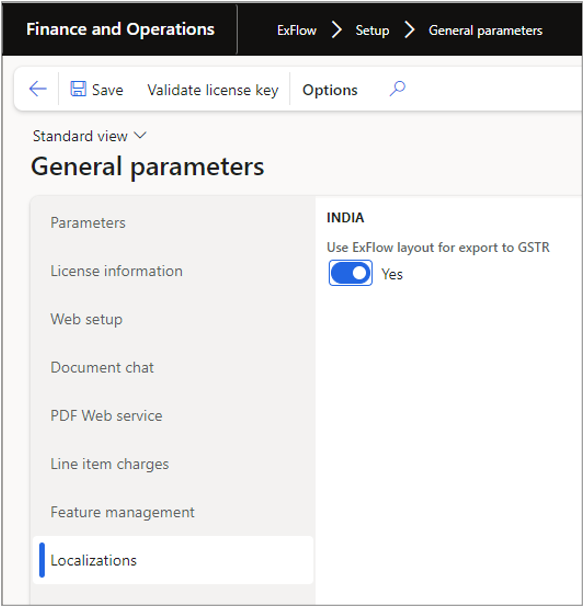 Finance and Operations
ExFlow > Setup > General parameters
Save Validate license key Options
Standard view
General parameters
Parameters
License information
Web setup
Document chat
PDF Web service
Line item charges
Feature management
Localizations
INDIA
Use ExFlow layout for export to GSTR
Yes